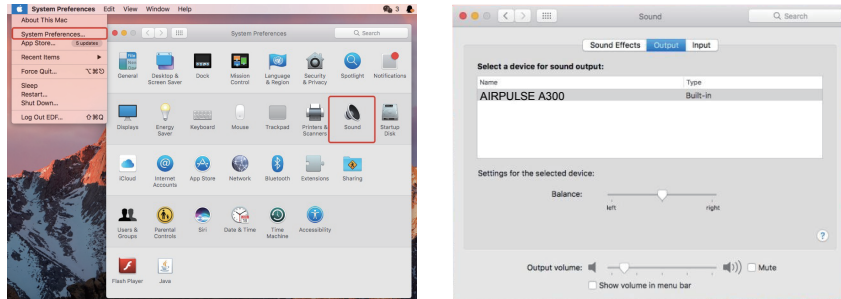 System Preferences Edit View Window Help 3
About This Mac
System Preferences...
App Store... 5 updates
Recent Items
Force Quit... ⌥⌘⎋
Sleep
Restart...
Shut Down...
Log Out EDF... ⇧⌘Q
System Preferences
Search
General
Desktop &
Screen Saver
Dock
Mission
Control
Language
& Region
Security
& Privacy
Spotlight
Notifications
Displays
Energy
Saver
Keyboard
Mouse
Trackpad
Printers &
Scanners
Sound
Startup
Disk
iCloud
Internet
Accounts
App Store
Network
Bluetooth
Extensions
Sharing
Users &
Groups
Parental
Controls
Siri
Date & Time
Time
Machine
Accessibility
Flash Player
Java
Sound
Search
Sound Effects Output Input
Select a device for sound output:
Name Type
AIRPULSE A300 Built-in
Settings for the selected device:
Balance:
left right
?
Output volume: Mute
Show volume in menu bar